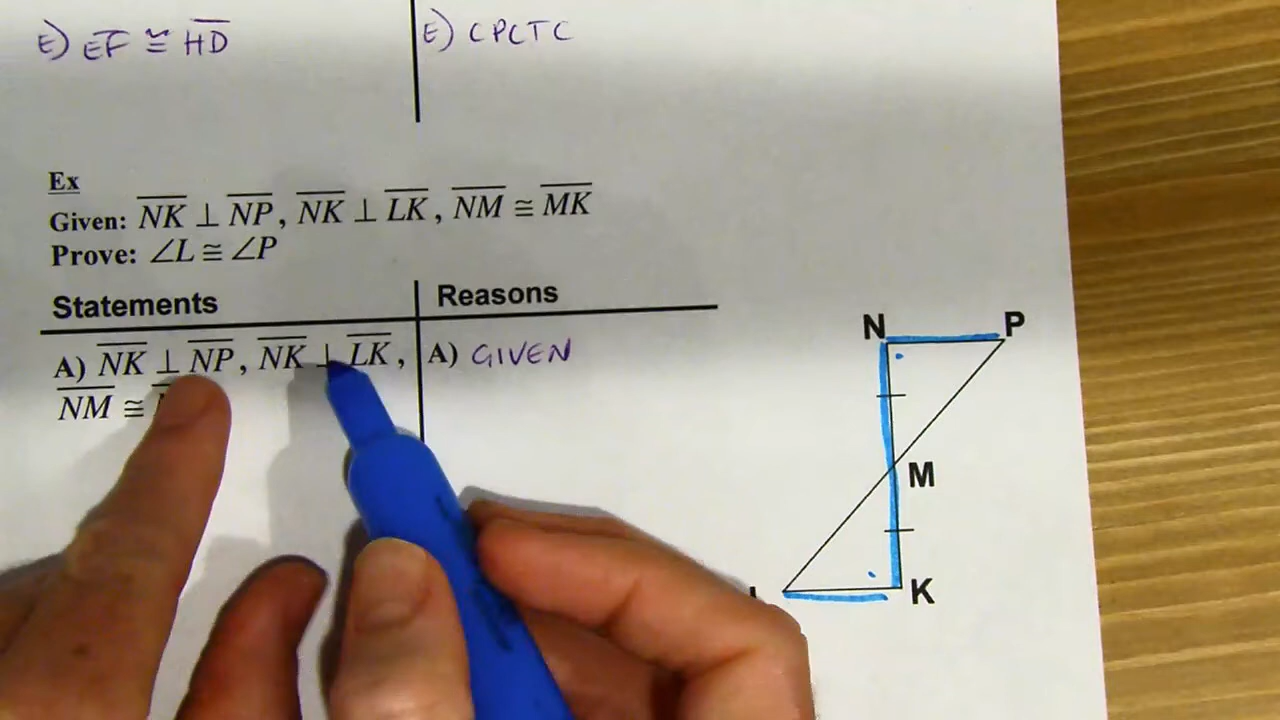 E) EF ≅ HD
E) CPCTC
Ex
Given: NK ⊥ NP, NK ⊥ LK, NM ≅ MK
Prove: ∠L ≅ ∠P
Statements
Reasons
A) NK ⊥ NP, NK ⊥ LK,
NM ≅
A) GIVEN
N
P
M
K